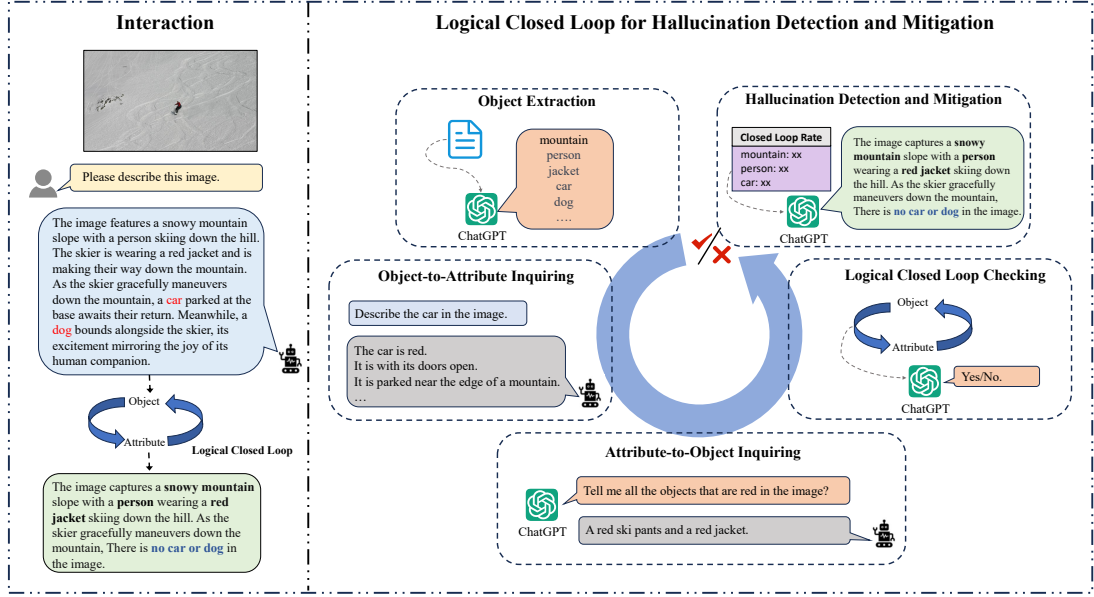 Interaction
Please describe this image.
The image features a snowy mountain
slope with a person skiing down the hill.
The skier is wearing a red jacket and is
making their way down the mountain.
As the skier gracefully maneuvers
down the mountain, a car parked at the
base awaits their return. Meanwhile, a
dog bounds alongside the skier, its
excitement mirroring the joy of its
human companion.
Object
Attribute
Logical Closed Loop
The image captures a snowy mountain
slope with a person wearing a red
jacket skiing down the hill. As the
skier gracefully maneuvers down the
mountain, There is no car or dog in
the image.
Logical Closed Loop for Hallucination Detection and Mitigation
Object Extraction
mountain
person
jacket
car
dog
….
ChatGPT
Hallucination Detection and Mitigation
Closed Loop Rate
mountain: xx
person: xx
car: xx
The image captures a snowy
mountain slope with a person
wearing a red jacket skiing down
the hill. As the skier gracefully
maneuvers down the mountain,
There is no car or dog in the image.
ChatGPT
Object-to-Attribute Inquiring
Describe the car in the image.
The car is red.
It is with its doors open.
It is parked near the edge of a mountain.
…
Logical Closed Loop Checking
Object
Attribute
Yes/No.
ChatGPT
Attribute-to-Object Inquiring
Tell me all the objects that are red in the image?
ChatGPT
A red ski pants and a red jacket.